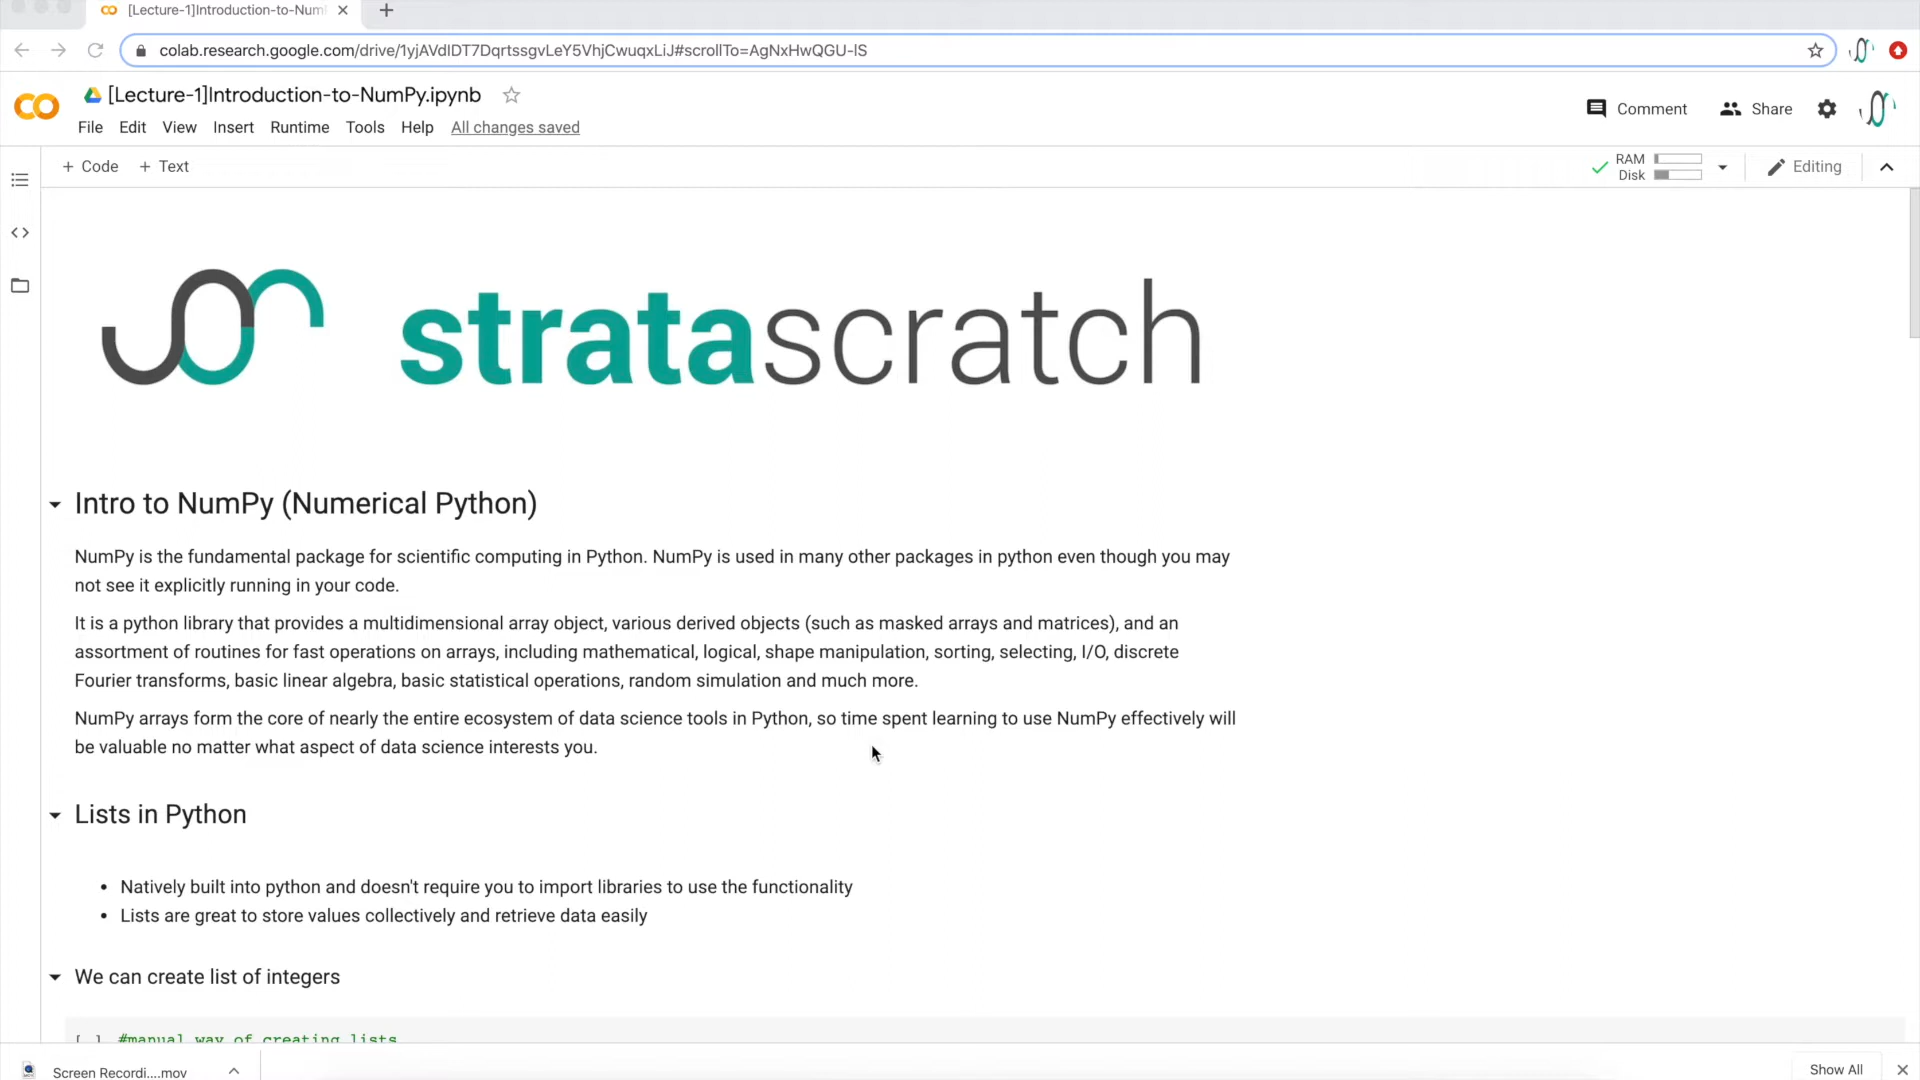 [Lecture-1]Introduction-to-Num
colab.research.google.com/drive/1yjAVdIDT7DqrtssgvLeY5VhjCwuqxLiJ#scrollTo=AgNxHwQGU-lS
[Lecture-1]Introduction-to-NumPy.ipynb
Comment
Share
File Edit View Insert Runtime Tools Help All changes saved
+ Code + Text
RAM
Disk
Editing
stratascratch
Intro to NumPy (Numerical Python)
NumPy is the fundamental package for scientific computing in Python. NumPy is used in many other packages in python even though you may
not see it explicitly running in your code.
It is a python library that provides a multidimensional array object, various derived objects (such as masked arrays and matrices), and an
assortment of routines for fast operations on arrays, including mathematical, logical, shape manipulation, sorting, selecting, I/O, discrete
Fourier transforms, basic linear algebra, basic statistical operations, random simulation and much more.
NumPy arrays form the core of nearly the entire ecosystem of data science tools in Python, so time spent learning to use NumPy effectively will
be valuable no matter what aspect of data science interests you.
Lists in Python
• Natively built into python and doesn't require you to import libraries to use the functionality
• Lists are great to store values collectively and retrieve data easily
We can create list of integers
[ ] #manual way of creating lists
Screen Recordi....mov
Show All